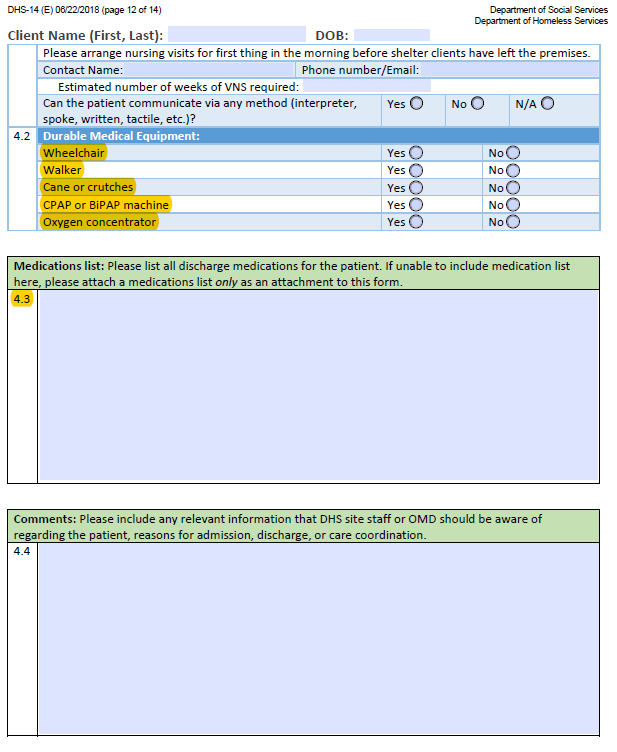 DHS-14 (E) 06/22/2018 (page 12 of 14)
Department of Social Services
Department of Homeless Services
Client Name (First, Last):
DOB:
Please arrange nursing visits for first thing in the morning before shelter clients have left the premises.
Contact Name: Phone number/Email:
Estimated number of weeks of VNS required:
Can the patient communicate via any method (interpreter, Yes No N/A
spoke, written, tactile, etc.)?
4.2 Durable Medical Equipment:
Wheelchair Yes No
Walker Yes No
Cane or crutches Yes No
CPAP or BiPAP machine Yes No
Oxygen concentrator Yes No
Medications list: Please list all discharge medications for the patient. If unable to include medication list
here, please attach a medications list only as an attachment to this form.
4.3
Comments: Please include any relevant information that DHS site staff or OMD should be aware of
regarding the patient, reasons for admission, discharge, or care coordination.
4.4